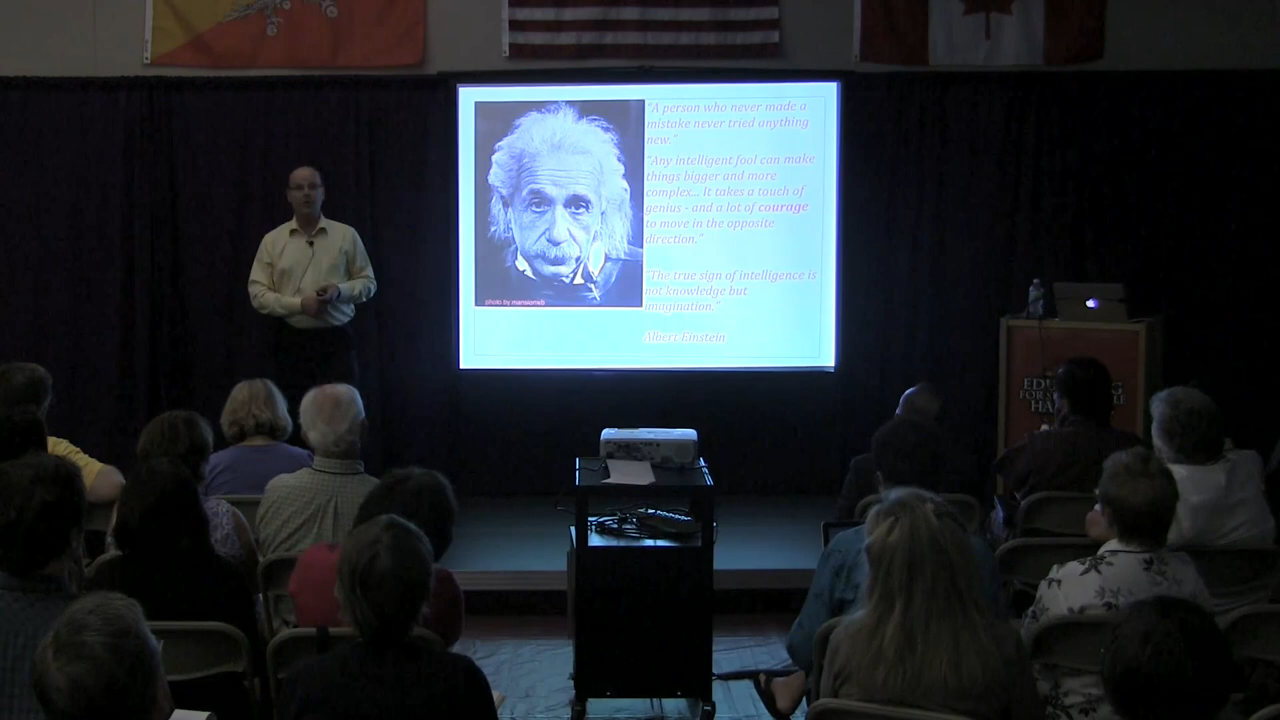 “A person who never made a
mistake never tried anything
new.”
“Any intelligent fool can make
things bigger and more
complex... It takes a touch of
genius - and a lot of courage
to move in the opposite
direction.”
“The true sign of intelligence is
not knowledge but
imagination.”
Albert Einstein
photo by mansionwb